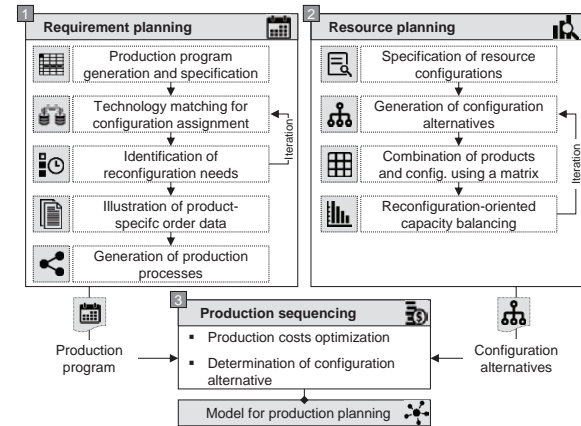 1
Requirement planning
Production program
generation and specification
Technology matching for
configuration assignment
Identification of
reconfiguration needs
Iteration
Illustration of product-
specifc order data
Generation of production
processes
2
Resource planning
Specification of resource
configurations
Generation of configuration
alternatives
Combination of products
and config. using a matrix
Iteration
Reconfiguration-oriented
capacity balancing
Production
program
3
Production sequencing
▪ Production costs optimization
▪ Determination of configuration
alternative
Model for production planning
Configuration
alternatives